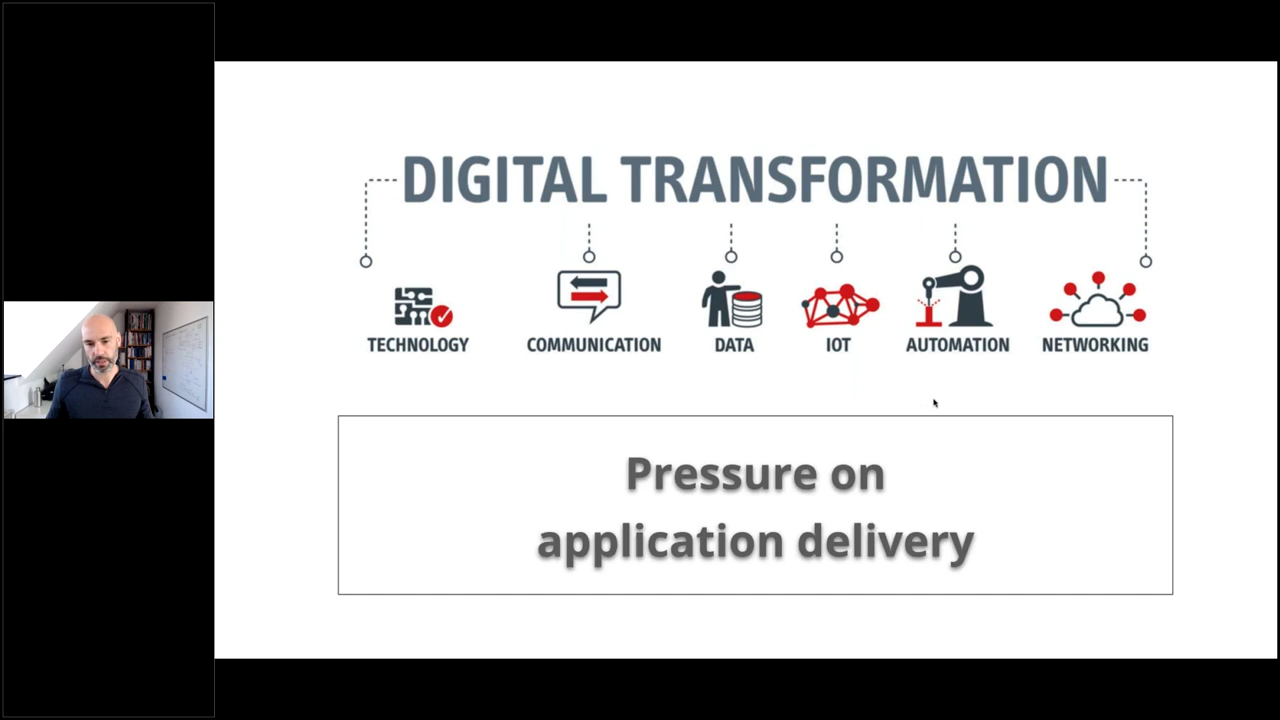 DIGITAL TRANSFORMATION
TECHNOLOGY COMMUNICATION DATA IOT AUTOMATION NETWORKING
Pressure on
application delivery